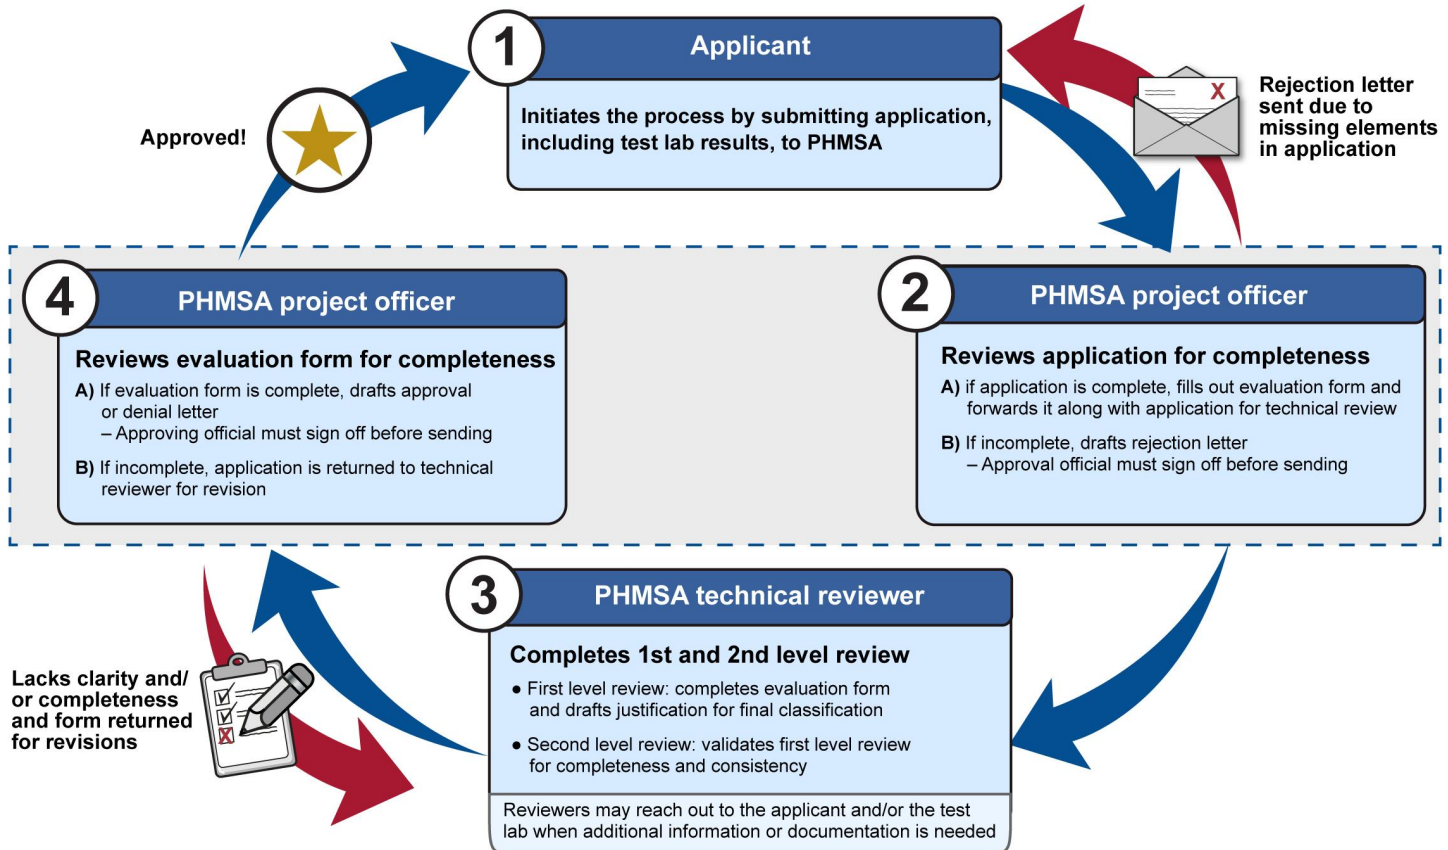 1
Applicant
Initiates the process by submitting application,
including test lab results, to PHMSA
X
Rejection letter
sent due to
missing elements
in application
2
PHMSA project officer
Reviews application for completeness
A) if application is complete, fills out evaluation form and
forwards it along with application for technical review
B) If incomplete, drafts rejection letter
– Approval official must sign off before sending
3
PHMSA technical reviewer
Completes 1st and 2nd level review
● First level review: completes evaluation form
and drafts justification for final classification
● Second level review: validates first level review
for completeness and consistency
Reviewers may reach out to the applicant and/or the test
lab when additional information or documentation is needed
Lacks clarity and/
or completeness
and form returned
for revisions
X
4
PHMSA project officer
Reviews evaluation form for completeness
A) If evaluation form is complete, drafts approval
or denial letter
– Approving official must sign off before sending
B) If incomplete, application is returned to technical
reviewer for revision
Approved!